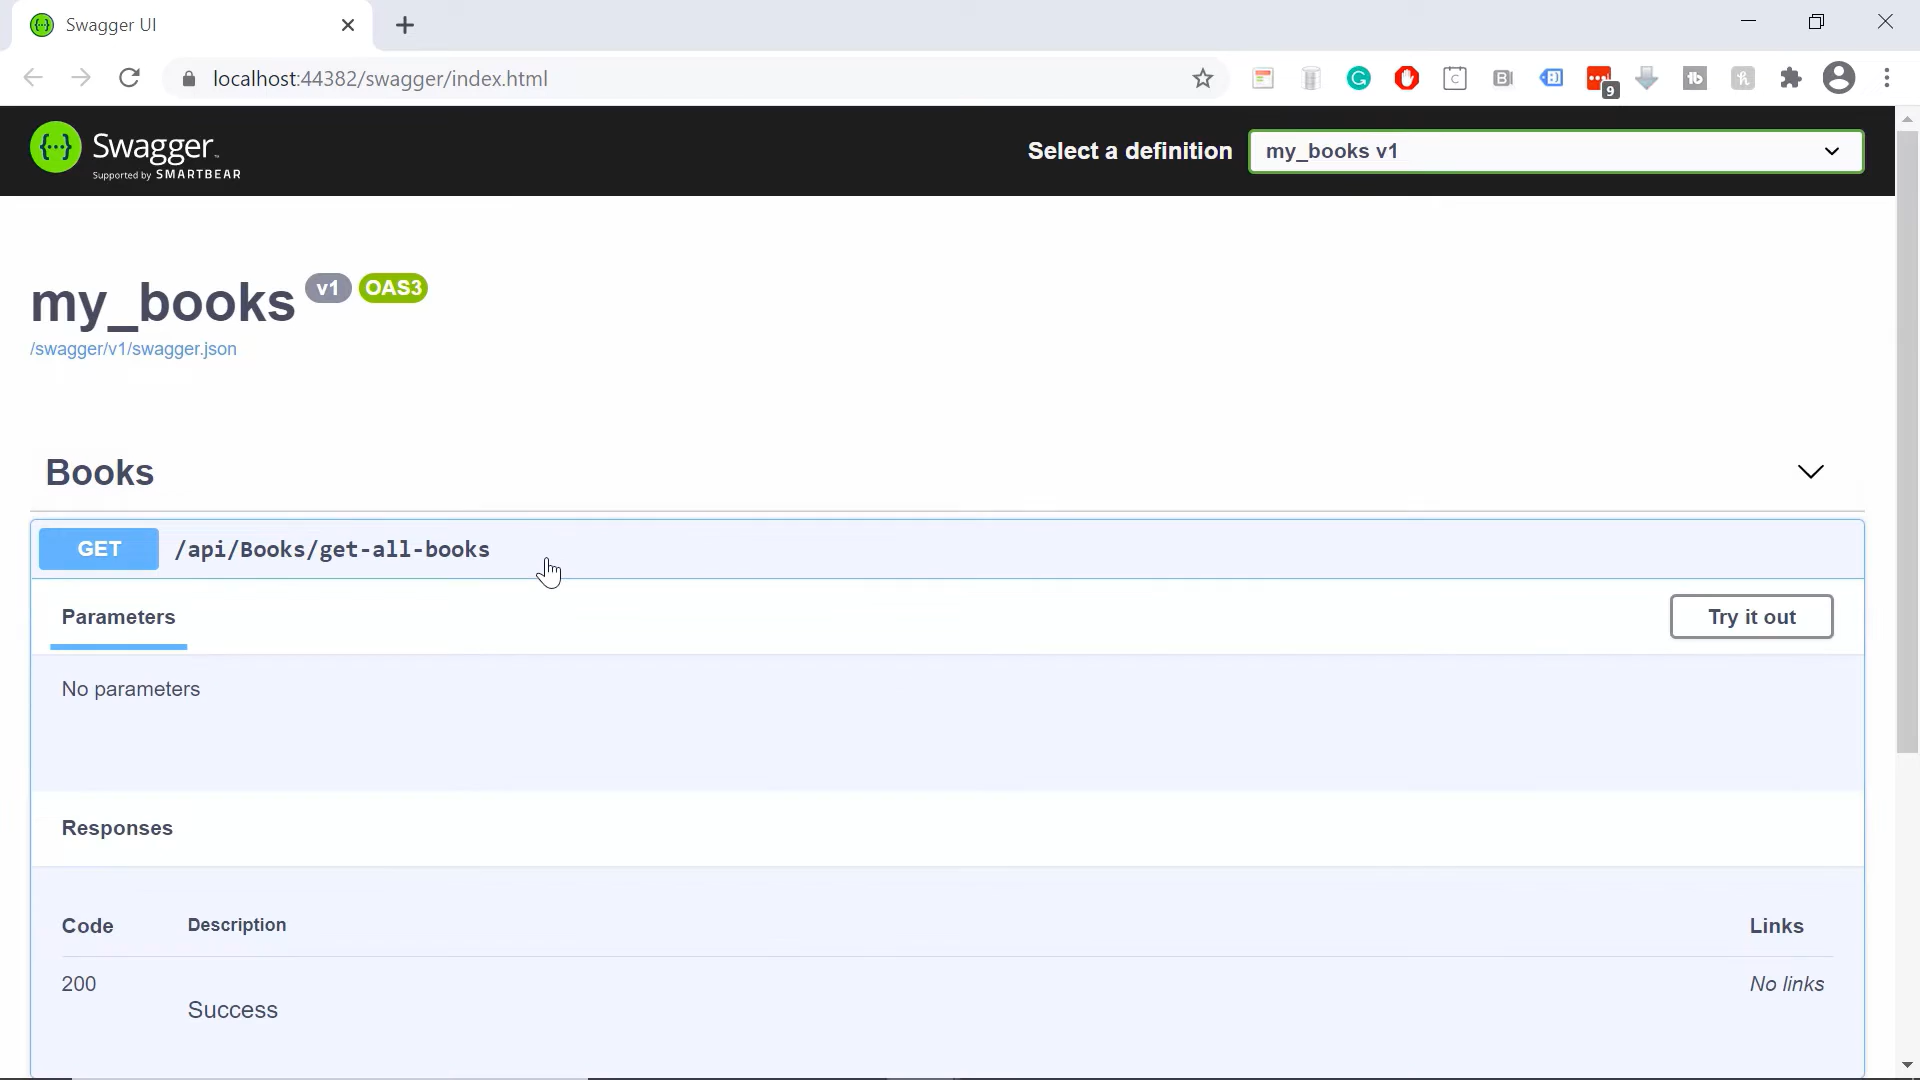 Swagger UI
localhost:44382/swagger/index.html
9
Swagger
Supported by SMARTBEAR
Select a definition
my_books v1
my_books v1 OAS3
/swagger/v1/swagger.json
Books
GET /api/Books/get-all-books
Parameters
Try it out
No parameters
Responses
Code Description Links
200 No links
Success